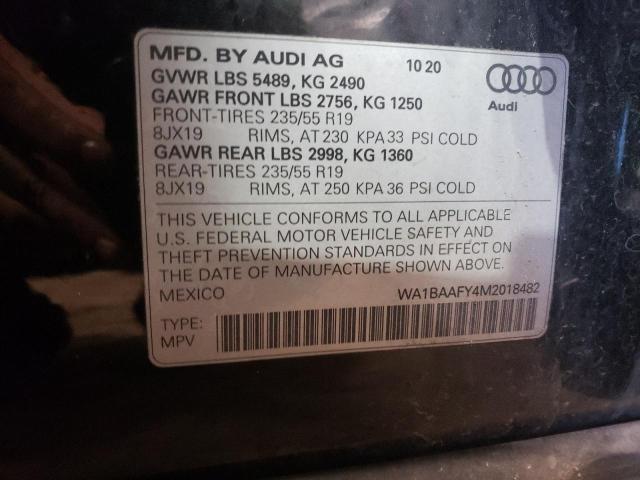 MFD. BY AUDI AG 10 20
GVWR LBS 5489, KG 2490
GAWR FRONT LBS 2756, KG 1250
Audi
FRONT-TIRES 235/55 R19
8JX19 RIMS, AT 230 KPA 33 PSI COLD
GAWR REAR LBS 2998, KG 1360
REAR-TIRES 235/55 R19
8JX19 RIMS, AT 250 KPA 36 PSI COLD
THIS VEHICLE CONFORMS TO ALL APPLICABLE
U.S. FEDERAL MOTOR VEHICLE SAFETY AND
THEFT PREVENTION STANDARDS IN EFFECT ON
THE DATE OF MANUFACTURE SHOWN ABOVE.
MEXICO WA1BAAFY4M2018482
TYPE:
MPV